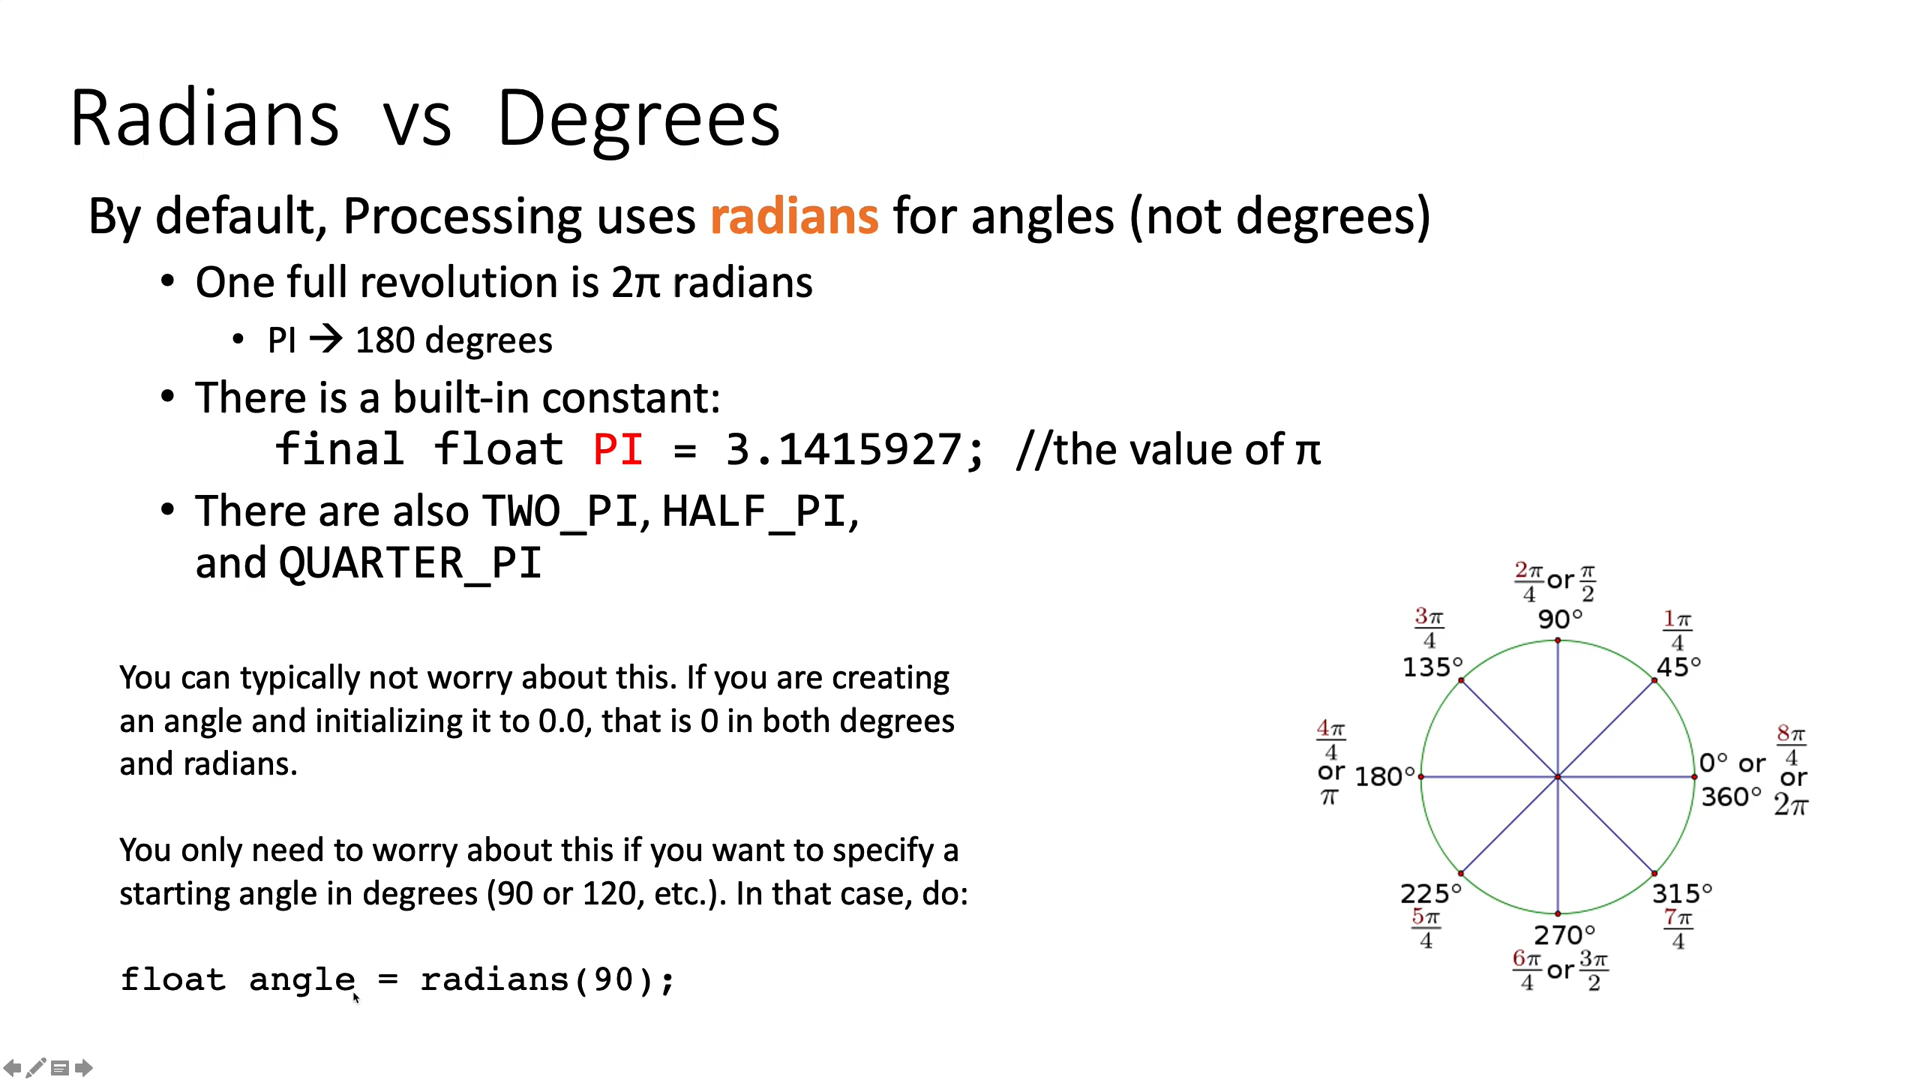 Radians vs Degrees
By default, Processing uses radians for angles (not degrees)
• One full revolution is 2π radians
• PI → 180 degrees
• There is a built-in constant:
final float PI = 3.1415927; //the value of π
• There are also TWO_PI, HALF_PI,
and QUARTER_PI
You can typically not worry about this. If you are creating
an angle and initializing it to 0.0, that is 0 in both degrees
and radians.
You only need to worry about this if you want to specify a
starting angle in degrees (90 or 120, etc.). In that case, do:
float angle = radians(90);
2π/4 or π/2
90°
3π/4
135°
1π/4
45°
4π/4
or
π
180°
0° or
360°
8π/4
or
2π
225°
5π/4
315°
7π/4
270°
6π/4 or 3π/2